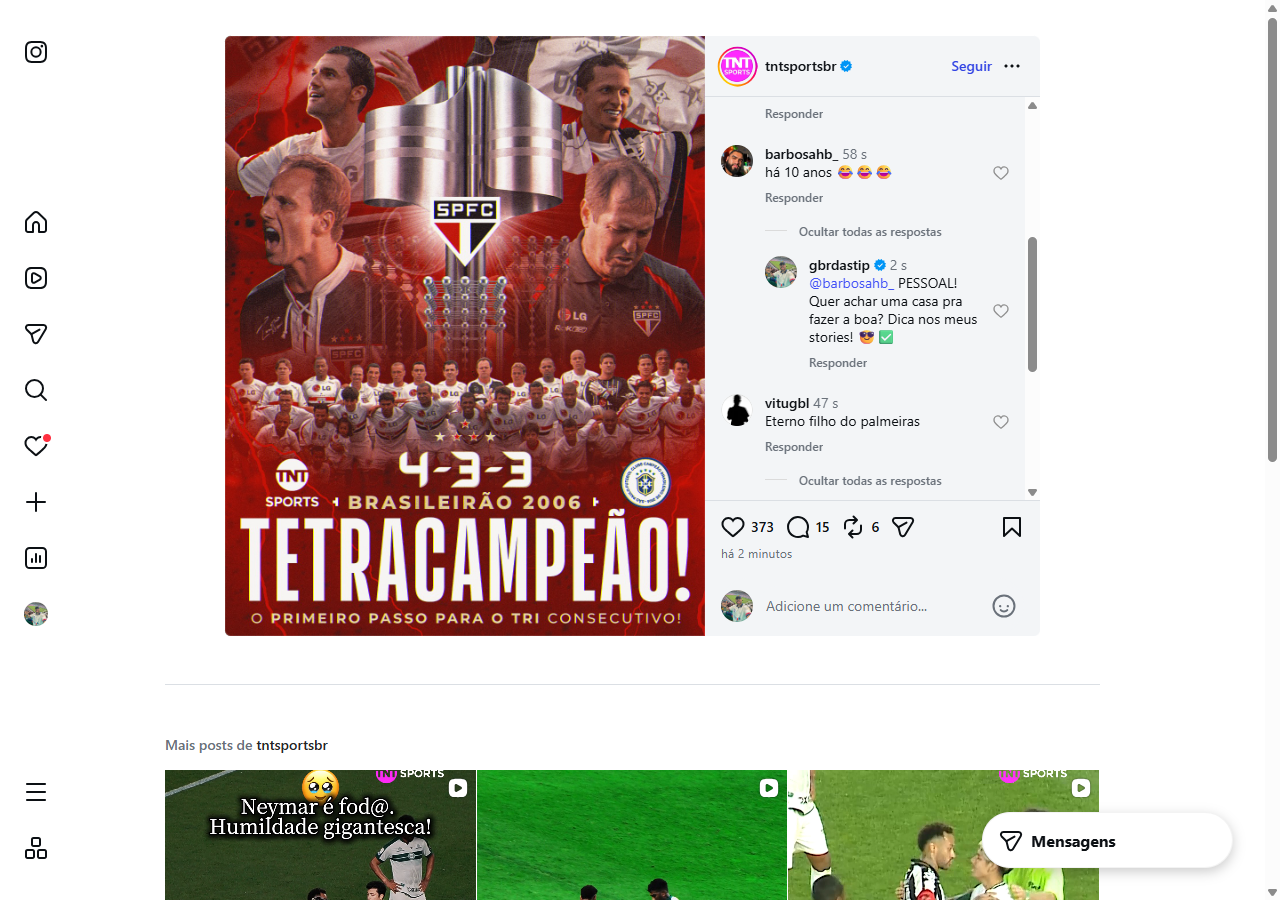 SPFC
LG
LG
SPFC
TNT
SPORTS
4-3-3
BRASILEIRÃO 2006
TETRACAMPEÃO!
O PRIMEIRO PASSO PARA O TRI CONSECUTIVO!
TNT
SPORTS
tntsportsbr
Seguir
Responder
barbosahb_ 58 s
há 10 anos 😂😂😂
Responder
Ocultar todas as respostas
gbrdastip 2 s
@barbosahb_ PESSOAL!
Quer achar uma casa pra
fazer a boa? Dica nos meus
stories! 😎 ✅
Responder
vitugbl 47 s
Eterno filho do palmeiras
Responder
Ocultar todas as respostas
373 15 6
há 2 minutos
Adicione um comentário...
Mais posts de tntsportsbr
TNT SPORTS
Neymar é fod@.
Humildade gigantesca!
TNT SPORTS
Mensagens